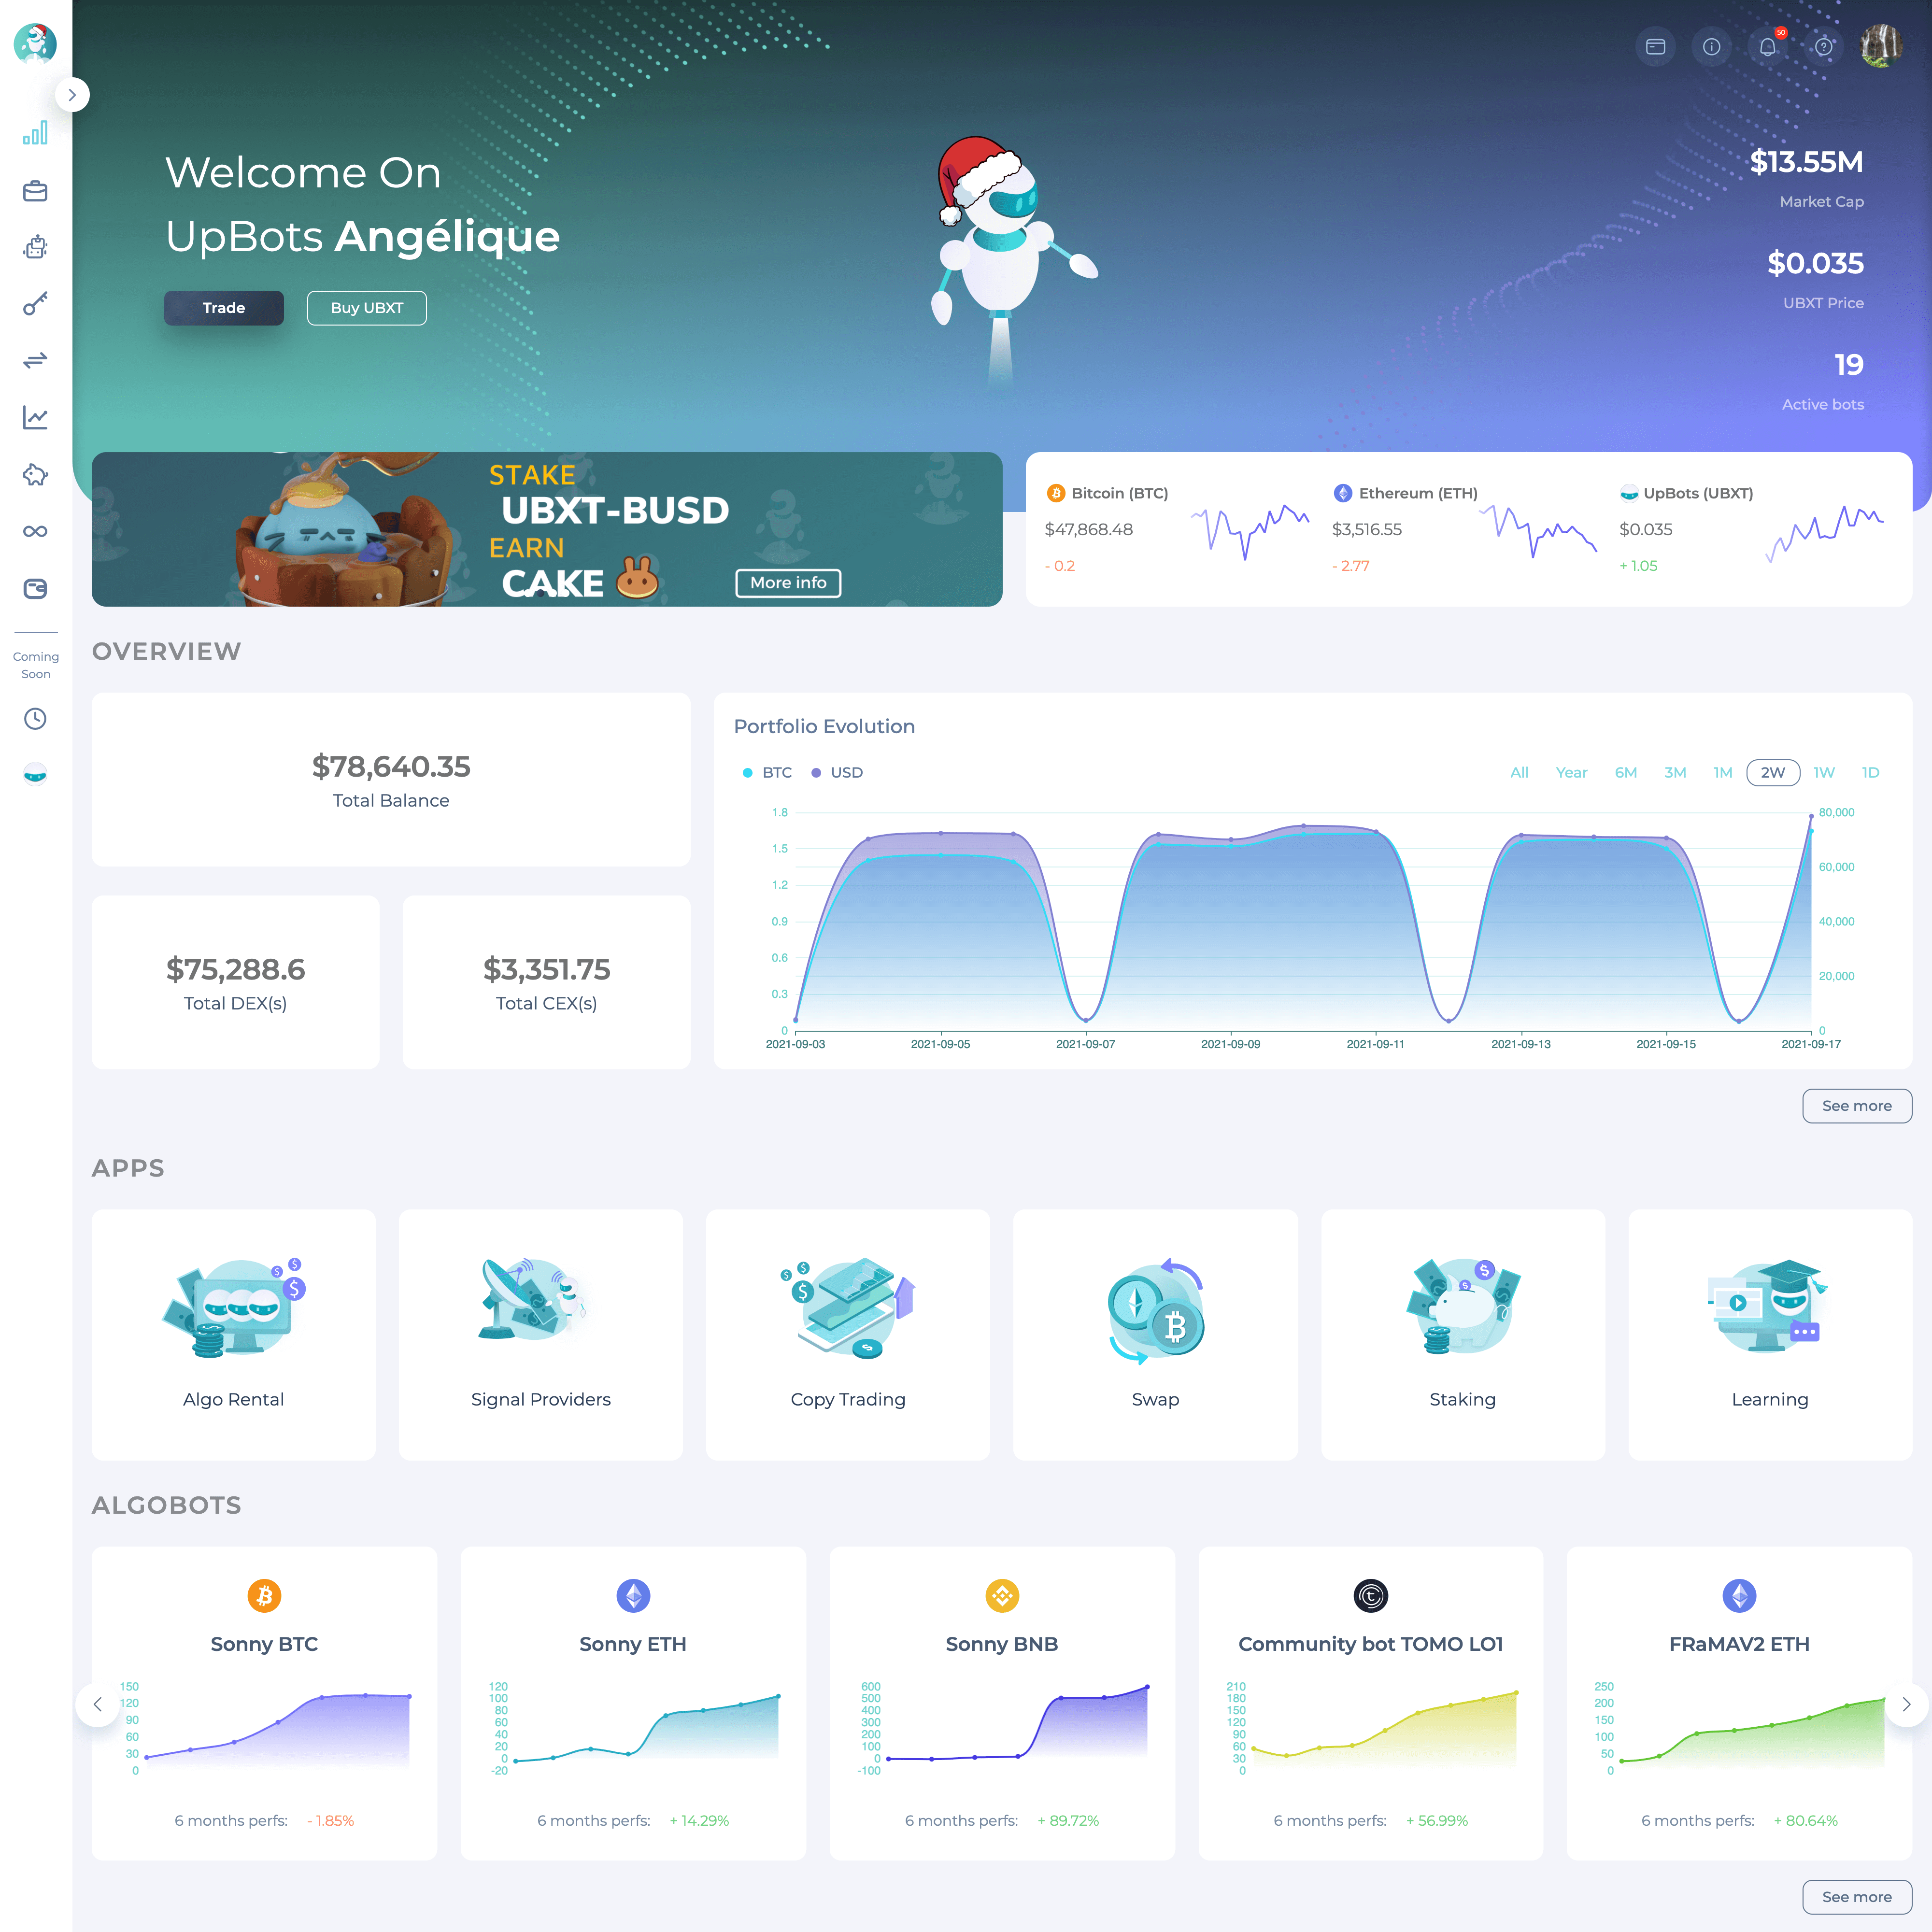 50
Welcome On
UpBots Angélique
Trade
Buy UBXT
$13.55M
Market Cap
$0.035
UBXT Price
19
Active bots
STAKE
UBXT-BUSD
EARN
CAKE
More info
Bitcoin (BTC)
$47,868.48
- 0.2
Ethereum (ETH)
$3,516.55
- 2.77
UpBots (UBXT)
$0.035
+ 1.05
Coming
Soon
OVERVIEW
$78,640.35
Total Balance
$75,288.6
Total DEX(s)
$3,351.75
Total CEX(s)
Portfolio Evolution
BTC USD
All Year 6M 3M 1M 2W 1W 1D
1.8
1.5
1.2
0.9
0.6
0.3
0
80,000
60,000
40,000
20,000
0
2021-09-03 2021-09-05 2021-09-07 2021-09-09 2021-09-11 2021-09-13 2021-09-15 2021-09-17
See more
APPS
Algo Rental
Signal Providers
Copy Trading
Swap
Staking
Learning
ALGOBOTS
Sonny BTC
150
120
90
60
30
0
6 months perfs: - 1.85%
Sonny ETH
120
100
80
60
40
20
0
-20
6 months perfs: + 14.29%
Sonny BNB
600
500
400
300
200
100
0
-100
6 months perfs: + 89.72%
Community bot TOMO LO1
210
180
150
120
90
60
30
0
6 months perfs: + 56.99%
FRaMAV2 ETH
250
200
150
100
50
0
6 months perfs: + 80.64%
See more